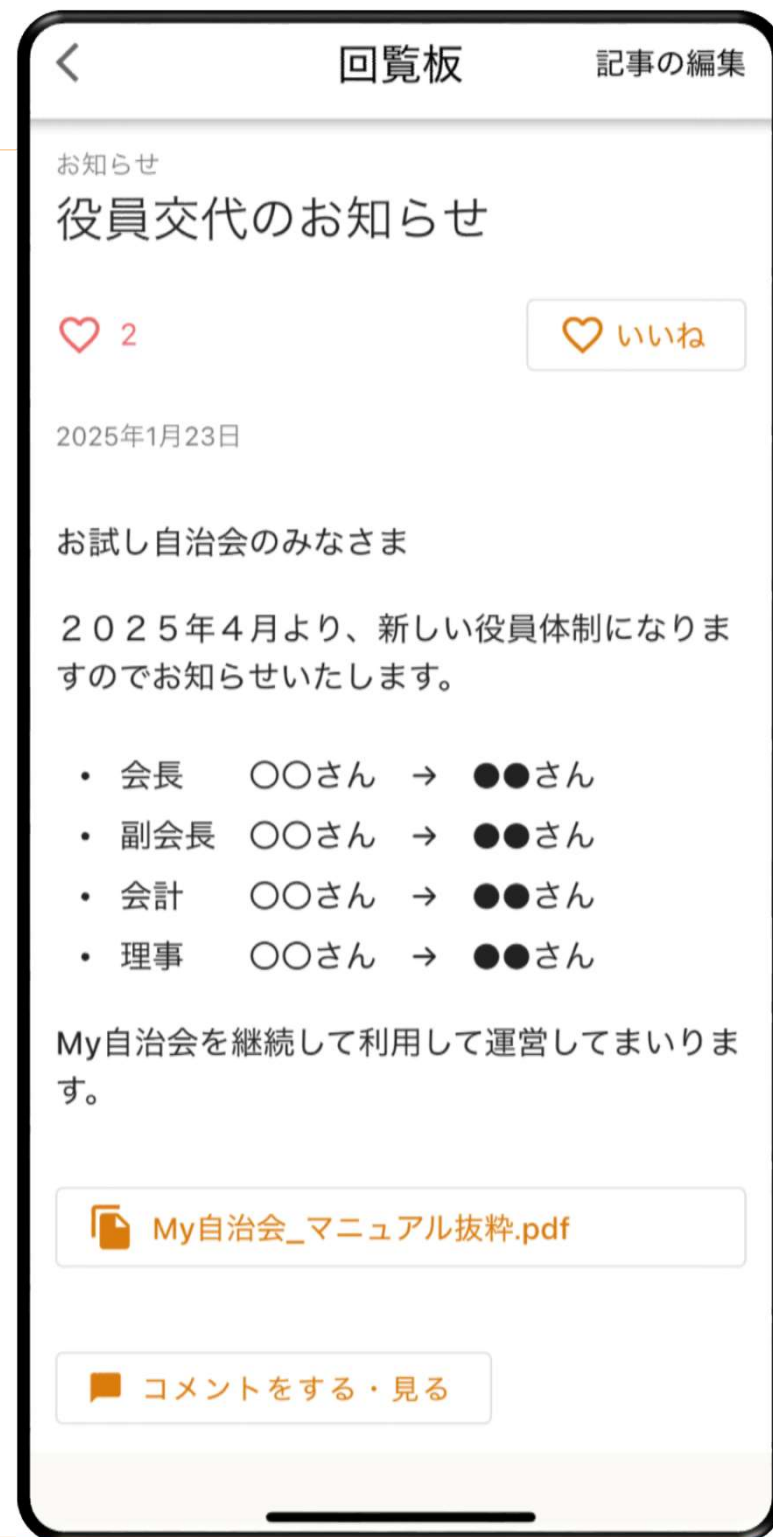 回覧板
記事の編集
お知らせ
役員交代のお知らせ
2
いいね
2025年1月23日
お試し自治会のみなさま
２０２５年４月より、新しい役員体制になりま
すのでお知らせいたします。
• 会長　　〇〇さん　→　●●さん
• 副会長　〇〇さん　→　●●さん
• 会計　　〇〇さん　→　●●さん
• 理事　　〇〇さん　→　●●さん
My自治会を継続して利用して運営してまいりま
す。
My自治会_マニュアル抜粋.pdf
コメントをする・見る